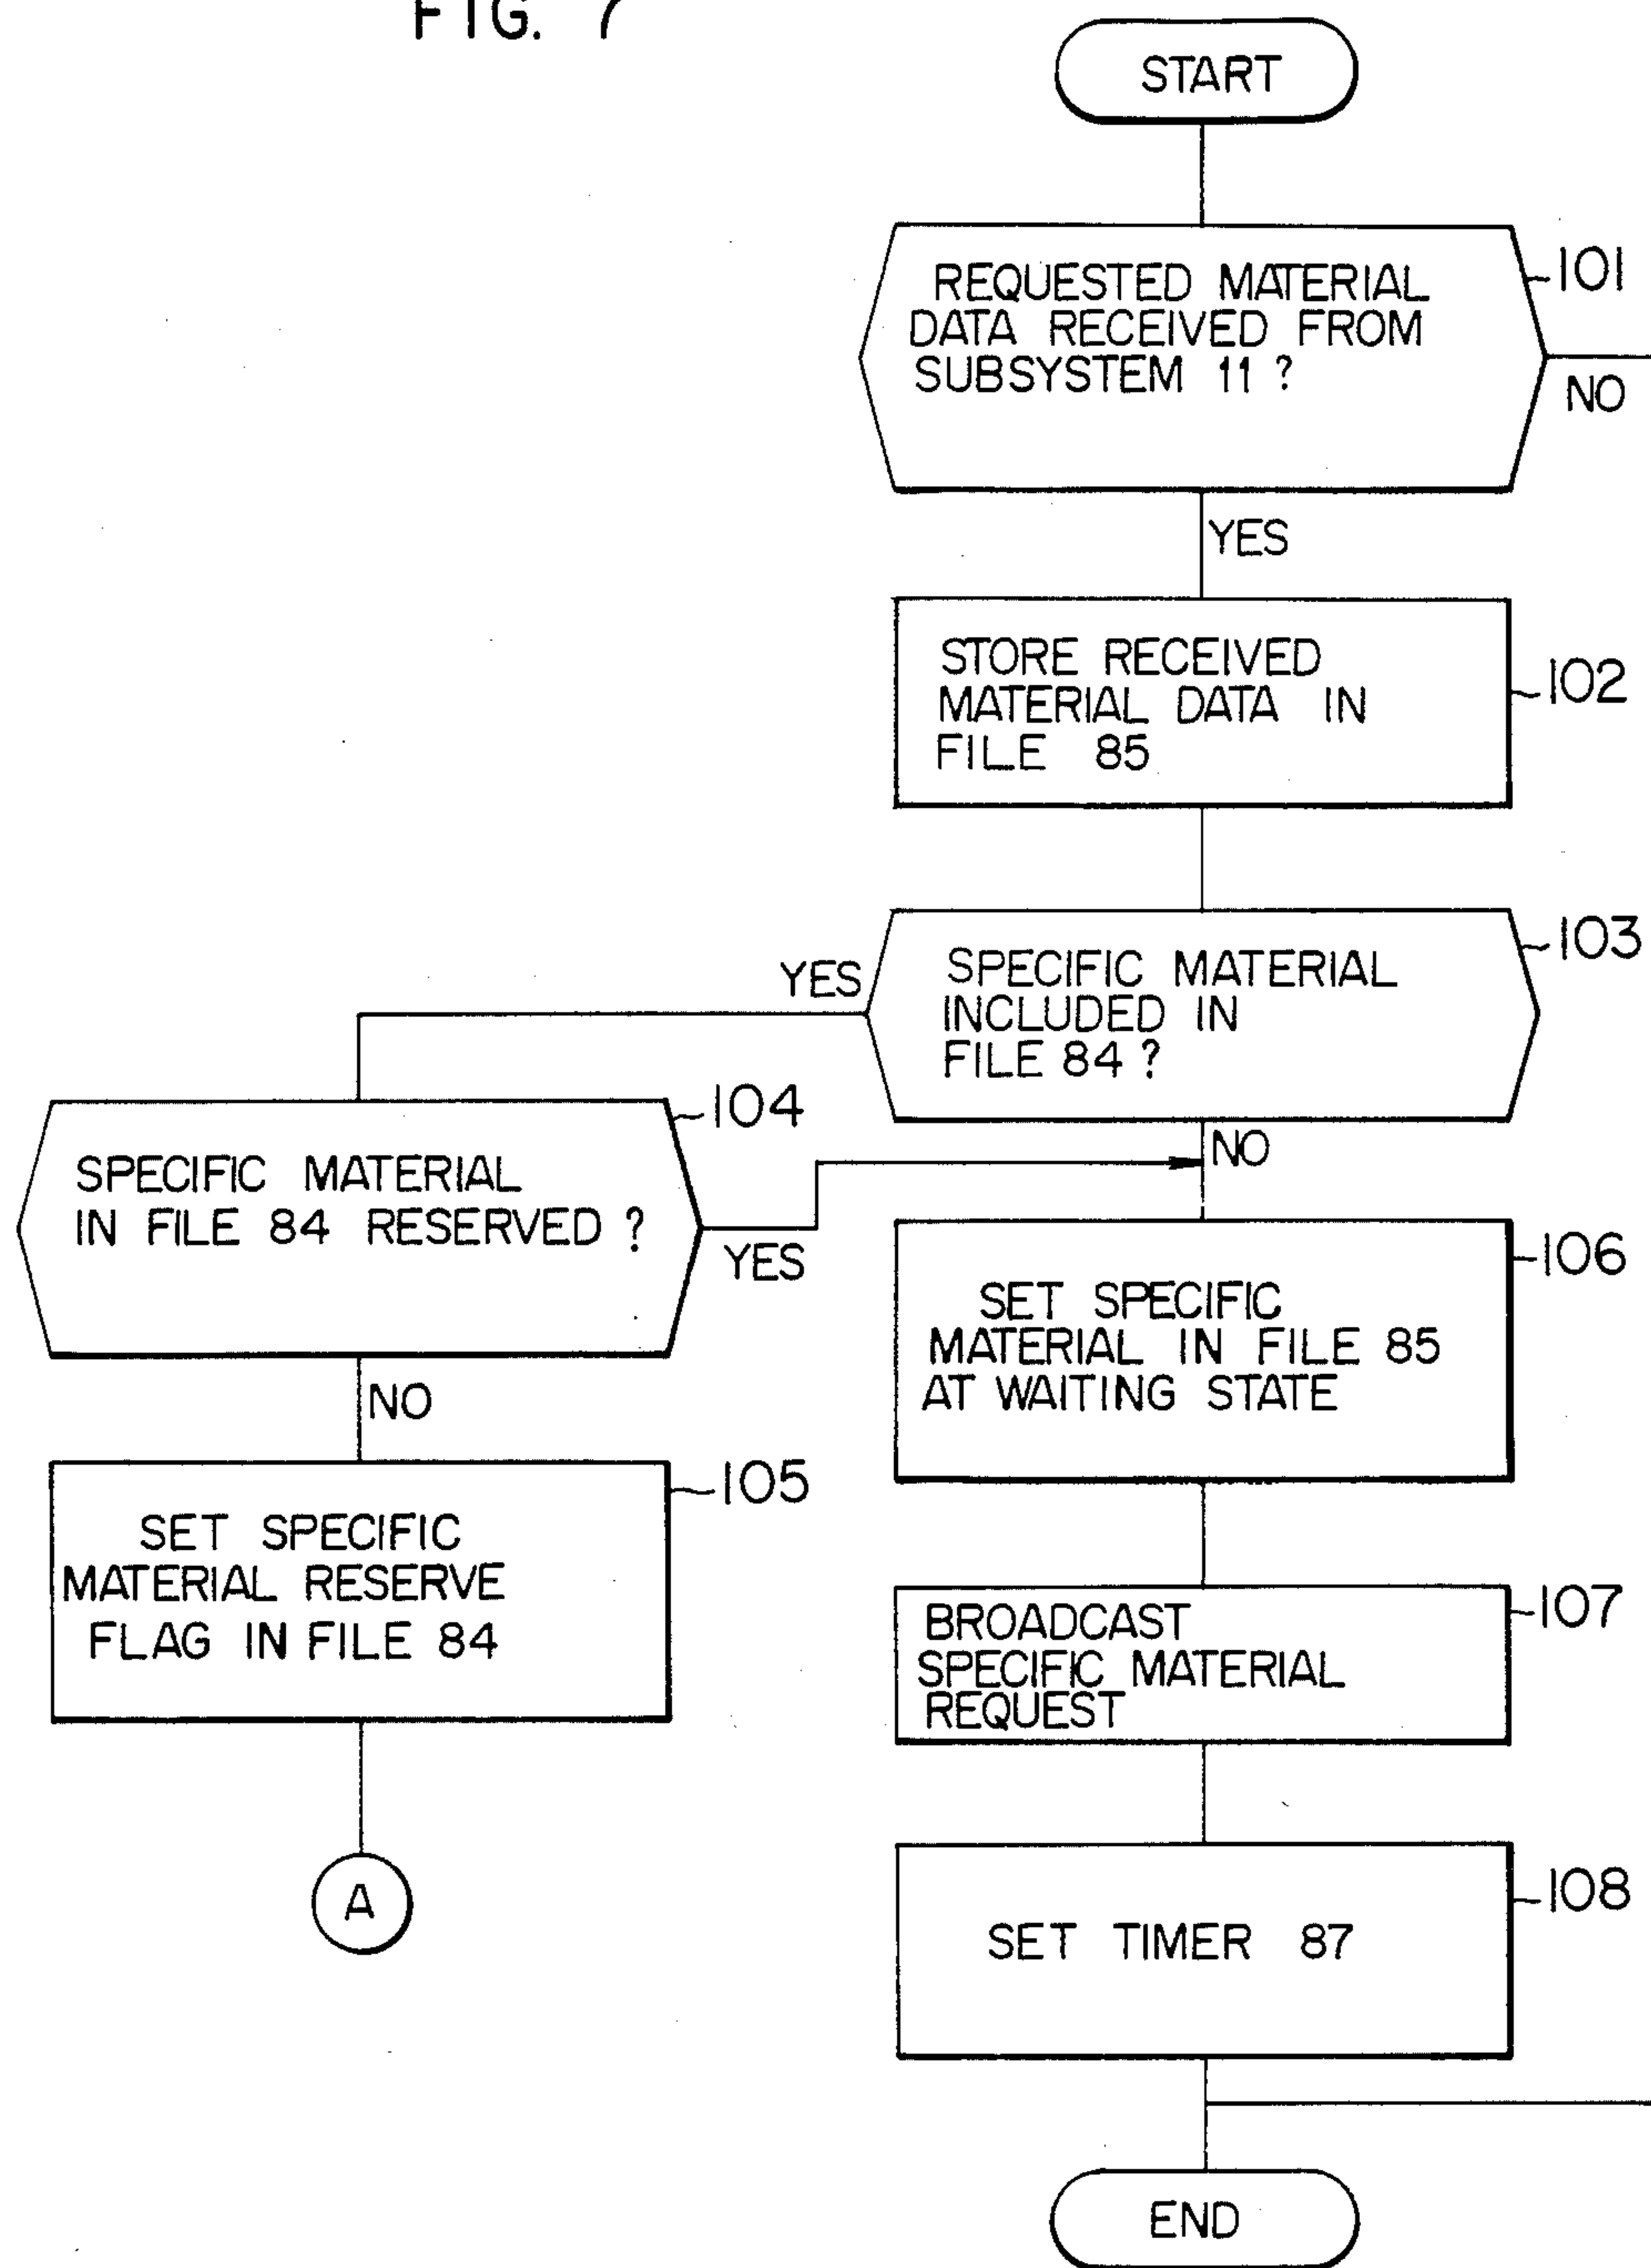 FIG. 7
START
REQUESTED MATERIAL
DATA RECEIVED FROM
SUBSYSTEM 11 ?
101
NO
YES
STORE RECEIVED
MATERIAL DATA IN
FILE 85
102
SPECIFIC MATERIAL
INCLUDED IN
FILE 84 ?
103
YES
NO
104
SPECIFIC MATERIAL
IN FILE 84 RESERVED ?
YES
NO
105
SET SPECIFIC
MATERIAL RESERVE
FLAG IN FILE 84
A
106
SET SPECIFIC
MATERIAL IN FILE 85
AT WAITING STATE
107
BROADCAST
SPECIFIC MATERIAL
REQUEST
108
SET TIMER 87
END